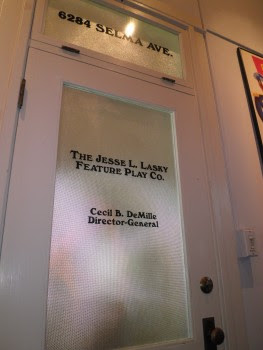 6284 SELMA AVE.
THE JESSE L. LASKY
FEATURE PLAY CO.
Cecil B. DeMille
Director-General